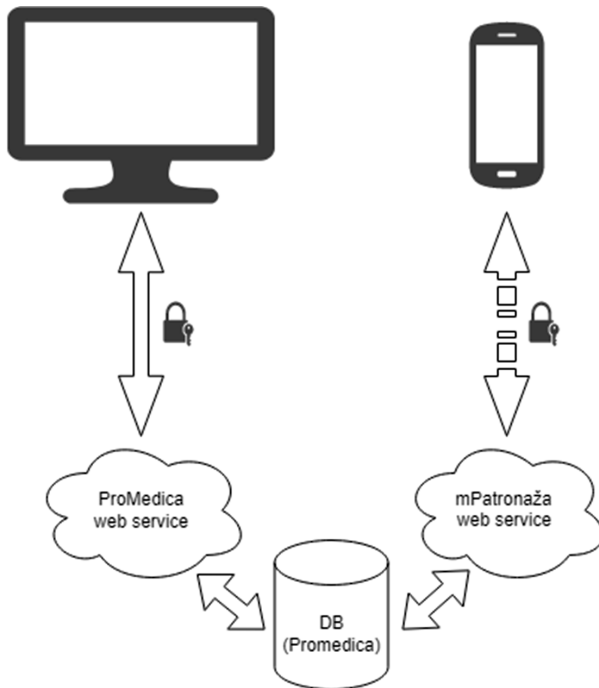 ProMedica
web service
mPatronaža
web service
DB
(Promedica)